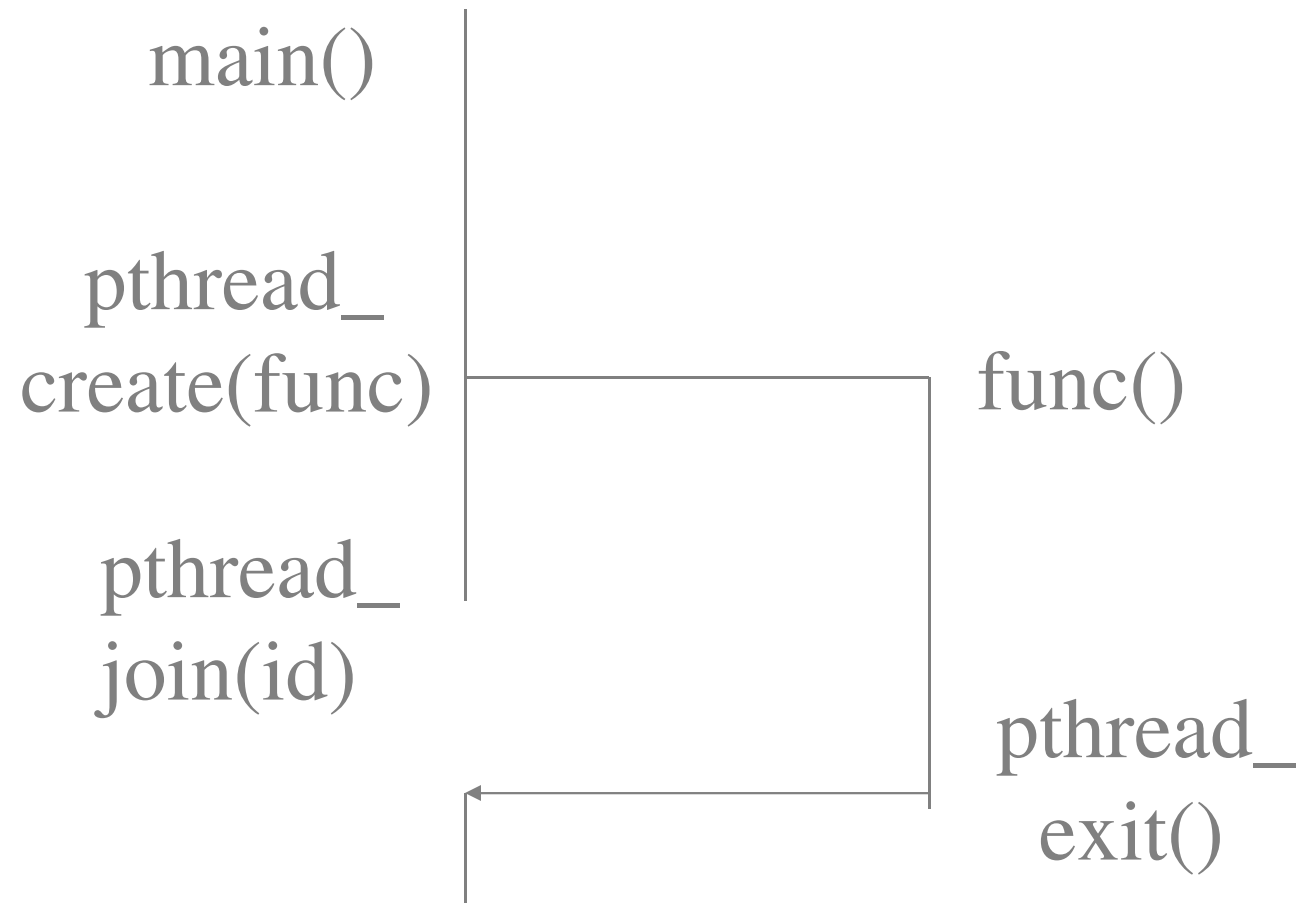 main()
pthread_
create(func)
func()
pthread_
join(id)
pthread_
exit()